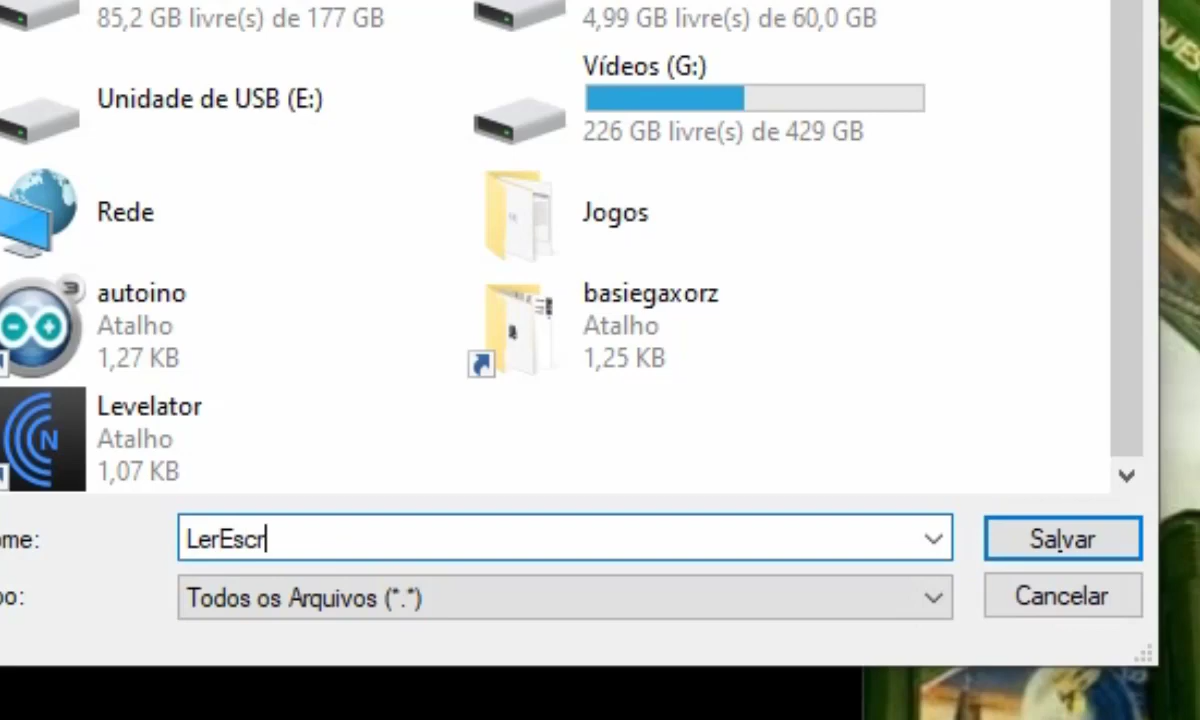 85,2 GB livre(s) de 177 GB
4,99 GB livre(s) de 60,0 GB
Unidade de USB (E:)
Vídeos (G:)
226 GB livre(s) de 429 GB
Rede
Jogos
autoino
Atalho
1,27 KB
basiegaxorz
Atalho
1,25 KB
Levelator
Atalho
1,07 KB
ome:
LerEscr
Salvar
po:
Todos os Arquivos (*.*)
Cancelar